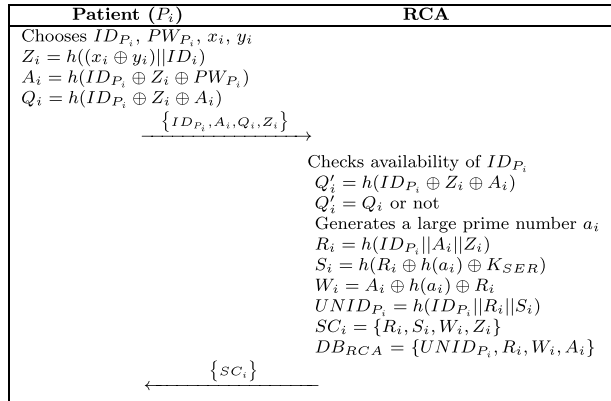 Patient (P_i) RCA
Chooses ID_{P_i}, PW_{P_i}, x_i, y_i
Z_i = h((x_i ⊕ y_i)||ID_i)
A_i = h(ID_{P_i} ⊕ Z_i ⊕ PW_{P_i})
Q_i = h(ID_{P_i} ⊕ Z_i ⊕ A_i)
{ID_{P_i}, A_i, Q_i, Z_i}
Checks availability of ID_{P_i}
Q'_i = h(ID_{P_i} ⊕ Z_i ⊕ A_i)
Q'_i = Q_i or not
Generates a large prime number a_i
R_i = h(ID_{P_i}||A_i||Z_i)
S_i = h(R_i ⊕ h(a_i) ⊕ K_{SER})
W_i = A_i ⊕ h(a_i) ⊕ R_i
UNID_{P_i} = h(ID_{P_i}||R_i||S_i)
SC_i = {R_i, S_i, W_i, Z_i}
DB_{RCA} = {UNID_{P_i}, R_i, W_i, A_i}
{SC_i}